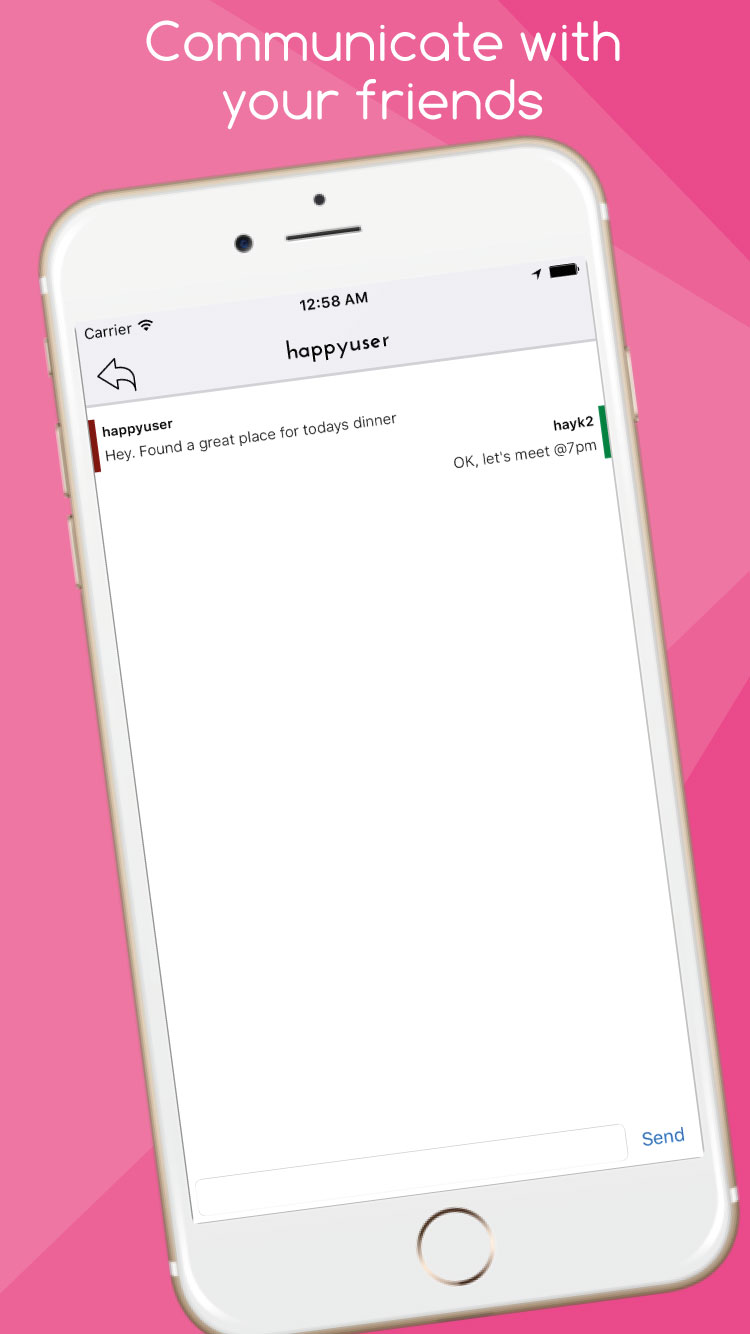 Communicate with
your friends
Carrier
12:58 AM
happyuser
happyuser
Hey. Found a great place for todays dinner
hayk2
OK, let's meet @7pm
Send